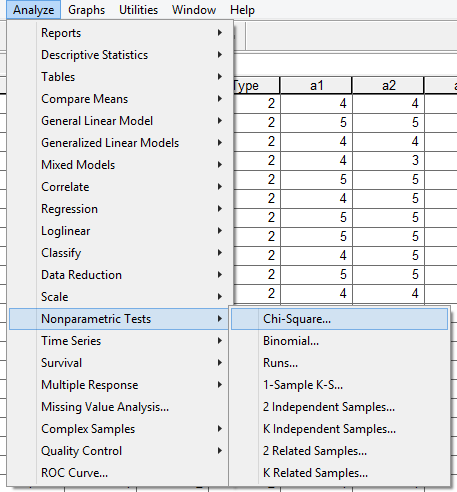 Analyze Graphs Utilities Window Help
Reports
Descriptive Statistics
Tables
Compare Means
General Linear Model
Generalized Linear Models
Mixed Models
Correlate
Regression
Loglinear
Classify
Data Reduction
Scale
Nonparametric Tests
Time Series
Survival
Multiple Response
Missing Value Analysis...
Complex Samples
Quality Control
ROC Curve...
Chi-Square...
Binomial...
Runs...
1-Sample K-S...
2 Independent Samples...
K Independent Samples...
2 Related Samples...
K Related Samples...
Type a1 a2
2 4 4
2 5 5
2 4 4
2 4 3
2 5 5
2 4 5
2 5 5
2 5 5
2 4 5
2 5 5
2 4 4